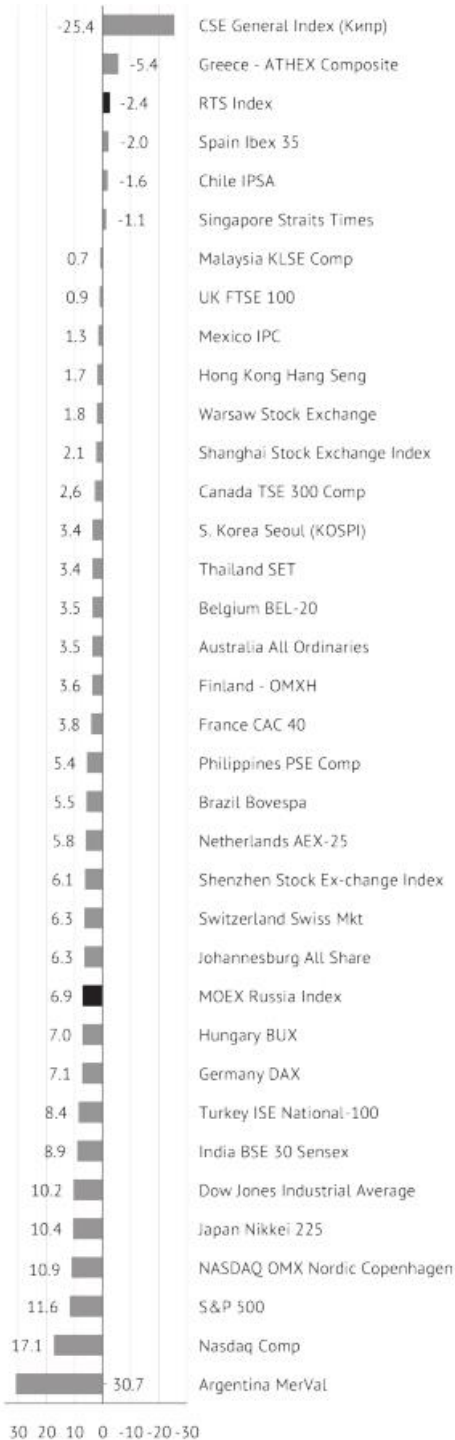 -25.4 CSE General Index (Кипр)
-5.4 Greece - ATHEX Composite
-2.4 RTS Index
-2.0 Spain Ibex 35
-1.6 Chile IPSA
-1.1 Singapore Straits Times
0.7 Malaysia KLSE Comp
0.9 UK FTSE 100
1.3 Mexico IPC
1.7 Hong Kong Hang Seng
1.8 Warsaw Stock Exchange
2.1 Shanghai Stock Exchange Index
2,6 Canada TSE 300 Comp
3.4 S. Korea Seoul (KOSPI)
3.4 Thailand SET
3.5 Belgium BEL-20
3.5 Australia All Ordinaries
3.6 Finland - OMXH
3.8 France CAC 40
5.4 Philippines PSE Comp
5.5 Brazil Bovespa
5.8 Netherlands AEX-25
6.1 Shenzhen Stock Ex-change Index
6.3 Switzerland Swiss Mkt
6.3 Johannesburg All Share
6.9 MOEX Russia Index
7.0 Hungary BUX
7.1 Germany DAX
8.4 Turkey ISE National-100
8.9 India BSE 30 Sensex
10.2 Dow Jones Industrial Average
10.4 Japan Nikkei 225
10.9 NASDAQ OMX Nordic Copenhagen
11.6 S&P 500
17.1 Nasdaq Comp
30.7 Argentina MerVal
30 20 10 0 -10 -20 -30